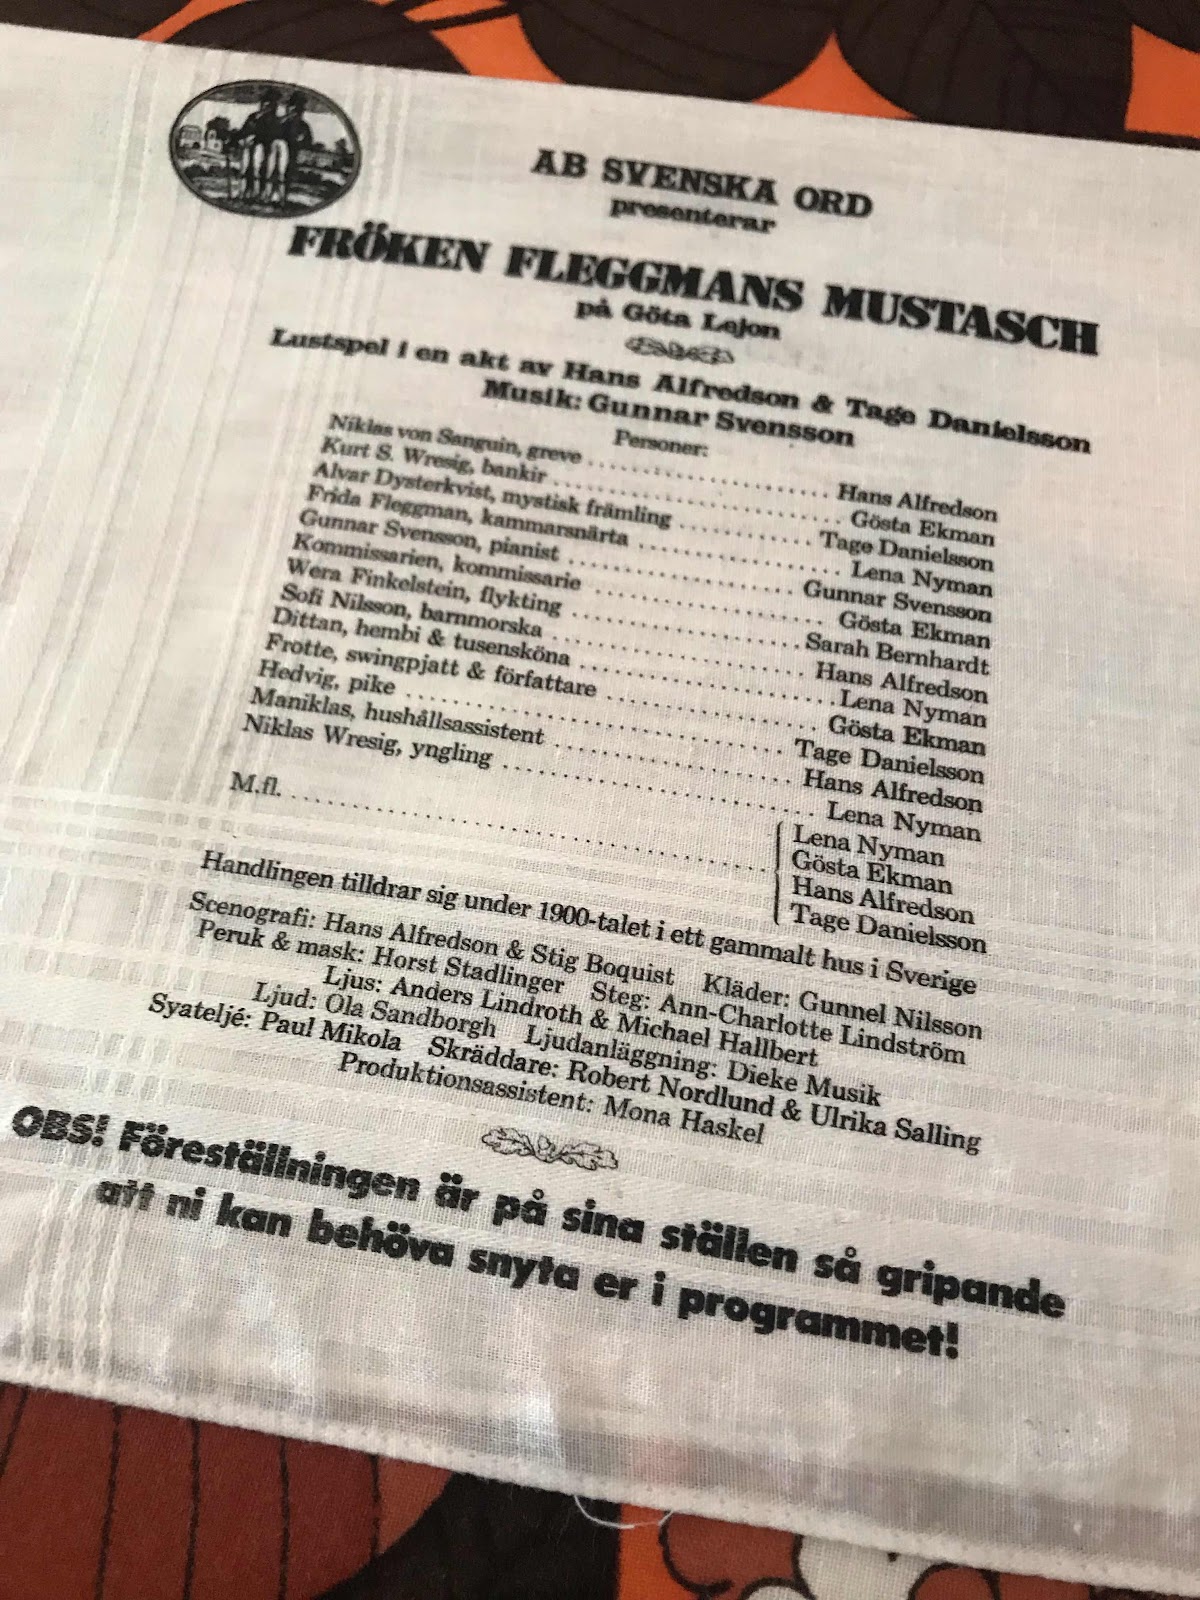 AB SVENSKA ORD
presenterar
FRÖKEN FLEGGMANS MUSTASCH
på Göta Lejon
Lustspel i en akt av Hans Alfredson & Tage Danielsson
Musik: Gunnar Svensson
Personer:
Niklas von Sanguin, greve .......................... Hans Alfredson
Kurt S. Wresig, bankir .......................... Gösta Ekman
Alvar Dysterkvist, mystisk främling .............. Tage Danielsson
Frida Fleggman, kammarsnärta .................... Lena Nyman
Gunnar Svensson, pianist ........................ Gunnar Svensson
Kommissarien, kommissarie ...................... Gösta Ekman
Wera Finkelstein, flykting ...................... Sarah Bernhardt
Sofi Nilsson, barnmorska ........................ Hans Alfredson
Dittan, hembi & tusensköna ...................... Lena Nyman
Frotte, swingpjatt & författare .................. Gösta Ekman
Hedvig, pike .................................... Tage Danielsson
Maniklas, hushållsassistent ...................... Hans Alfredson
Niklas Wresig, yngling .......................... Lena Nyman
M.fl. .......................................... Lena Nyman
Gösta Ekman
Hans Alfredson
Tage Danielsson
Handlingen tilldrar sig under 1900-talet i ett gammalt hus i Sverige
Scenografi: Hans Alfredson & Stig Boquist Kläder: Gunnel Nilsson
Peruk & mask: Horst Stadlinger Steg: Ann-Charlotte Lindström
Ljus: Anders Lindroth & Michael Hallbert
Ljud: Ola Sandborgh Ljudanläggning: Dieke Musik
Syateljé: Paul Mikola Skräddare: Robert Nordlund & Ulrika Salling
Produktionsassistent: Mona Haskel
OBS! Föreställningen är på sina ställen så gripande
att ni kan behöva snyta er i programmet!